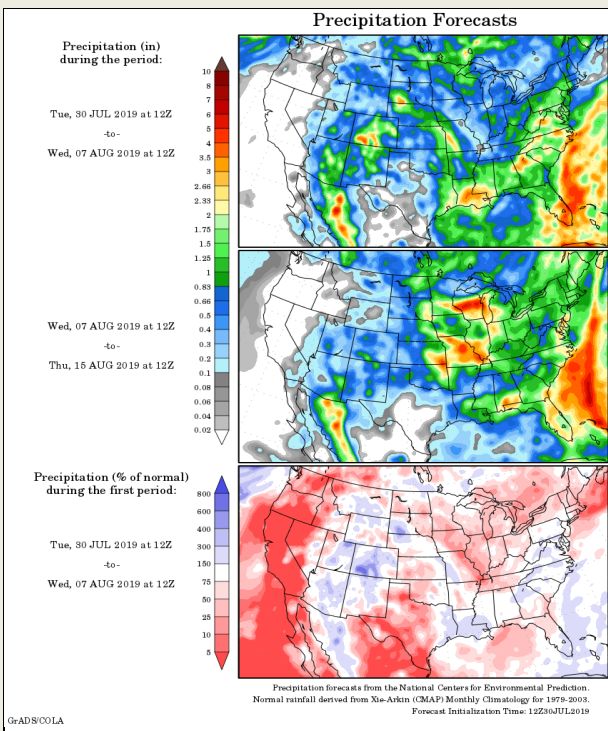 Precipitation Forecasts
Precipitation (in)
during the period:
Tue, 30 JUL 2019 at 12Z
-to-
Wed, 07 AUG 2019 at 12Z
10
8
7
6
5
4
3.5
3
2.66
2.33
2
1.75
1.5
1.25
1
0.83
0.66
0.5
0.4
0.3
0.2
0.1
0.08
0.06
0.04
0.02
Wed, 07 AUG 2019 at 12Z
-to-
Thu, 15 AUG 2019 at 12Z
Precipitation (% of normal)
during the first period:
Tue, 30 JUL 2019 at 12Z
-to-
Wed, 07 AUG 2019 at 12Z
800
600
400
300
150
75
50
25
10
5
Precipitation forecasts from the National Centers for Environmental Prediction.
Normal rainfall derived from Xie-Arkin (CMAP) Monthly Climatology for 1979-2003.
Forecast Initialization Time: 12Z30JUL2019
GrADS/COLA